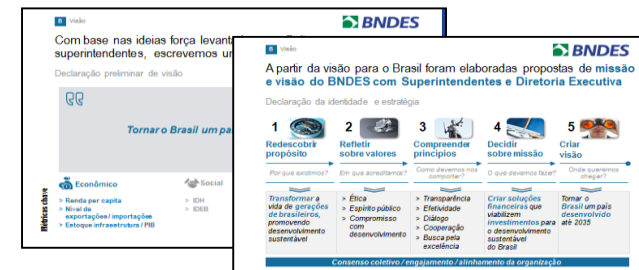 6 Visão
BNDES
Com base nas ideias força
superintendentes, escrevemos
Declaração preliminar de visão
Tornar o Brasil um
Métricas chave
Econômico
> Renda per capita
> Nível de
exportações / importações
> Estoque infraestrutura / PIB
Social
> IDH
> IDEB
6 Visão
BNDES
A partir da visão para o Brasil foram elaboradas propostas de missão
e visão do BNDES com Superintendentes e Diretoria Executiva
Declaração da identidade e estratégia
1
Redescobrir
propósito
Por que existimos?
Transformar a
vida de gerações
de brasileiros,
promovendo
desenvolvimento
sustentável
2
Refletir
sobre valores
Em que acreditamos?
> Ética
> Espírito público
> Compromisso
com
desenvolvimento
3
Compreender
princípios
Como devemos nos
comportar?
> Transparência
> Efetividade
> Diálogo
> Cooperação
> Busca pela
excelência
4
Decidir
sobre missão
O que devemos fazer?
Criar soluções
financeiras que
viabilizem
investimentos para
o desenvolvimento
sustentável
do Brasil
5
Criar
visão
Onde queremos
chegar?
Tornar o
Brasil um país
desenvolvido
até 2035
Consenso coletivo / engajamento / alinhamento da organização